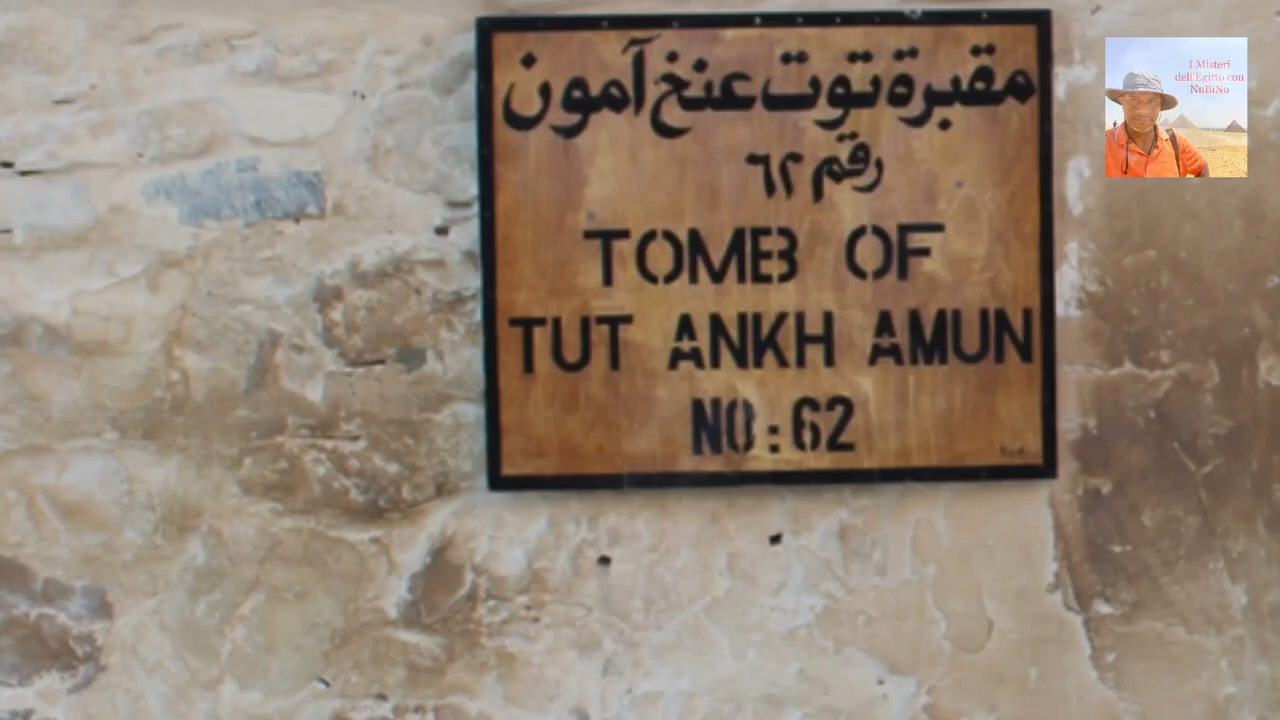 مقبرة توت عنخ آمون
رقم ٦٢
TOMB OF
TUT ANKH AMUN
NO: 62
I Misteri
dell'Egitto con
NuBiNo